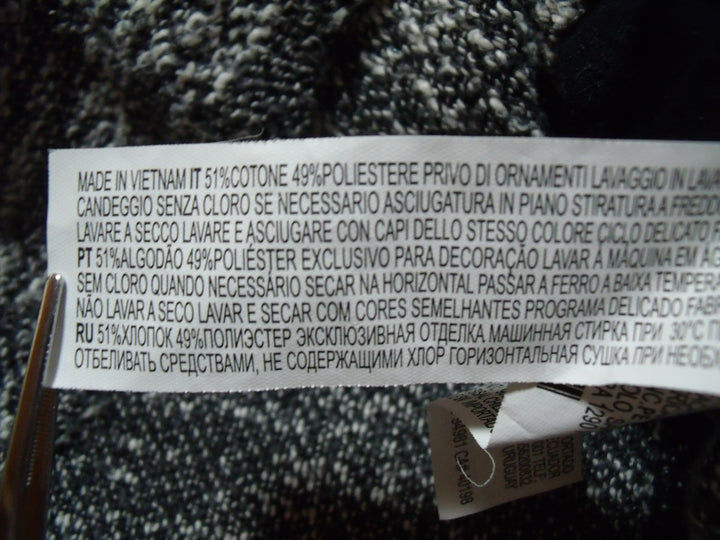 MADE IN VIETNAM IT 51%COTONE 49%POLIESTERE PRIVO DI ORNAMENTI LAVAGGIO IN
CANDEGGIO SENZA CLORO SE NECESSARIO ASCIUGATURA IN PIANO STIRATURA A
LAVARE A SECCO LAVARE E ASCIUGARE CON CAPI DELLO STESSO COLORE CICLO DELICATO
PT 51%ALGODÃO 49%POLIÉSTER EXCLUSIVO PARA DECORAÇÃO LAVAR À MÁQUINA EM
SEM CLORO QUANDO NECESSÁRIO SECAR NA HORIZONTAL PASSAR A FERRO A BAIXA
NÃO LAVAR A SECO LAVAR E SECAR COM CORES SEMELHANTES PROGRAMA DELICADO
RU 51%ХЛОПОК 49%ПОЛИЭСТЕР ЭКСКЛЮЗИВНАЯ ОТДЕЛКА МАШИННАЯ СТИРКА ПРИ 30°C
ОТБЕЛИВАТЬ СРЕДСТВАМИ, НЕ СОДЕРЖАЩИМИ ХЛОР ГОРИЗОНТАЛЬНАЯ СУШКА ПРИ
ECUADOR
URUGUAY